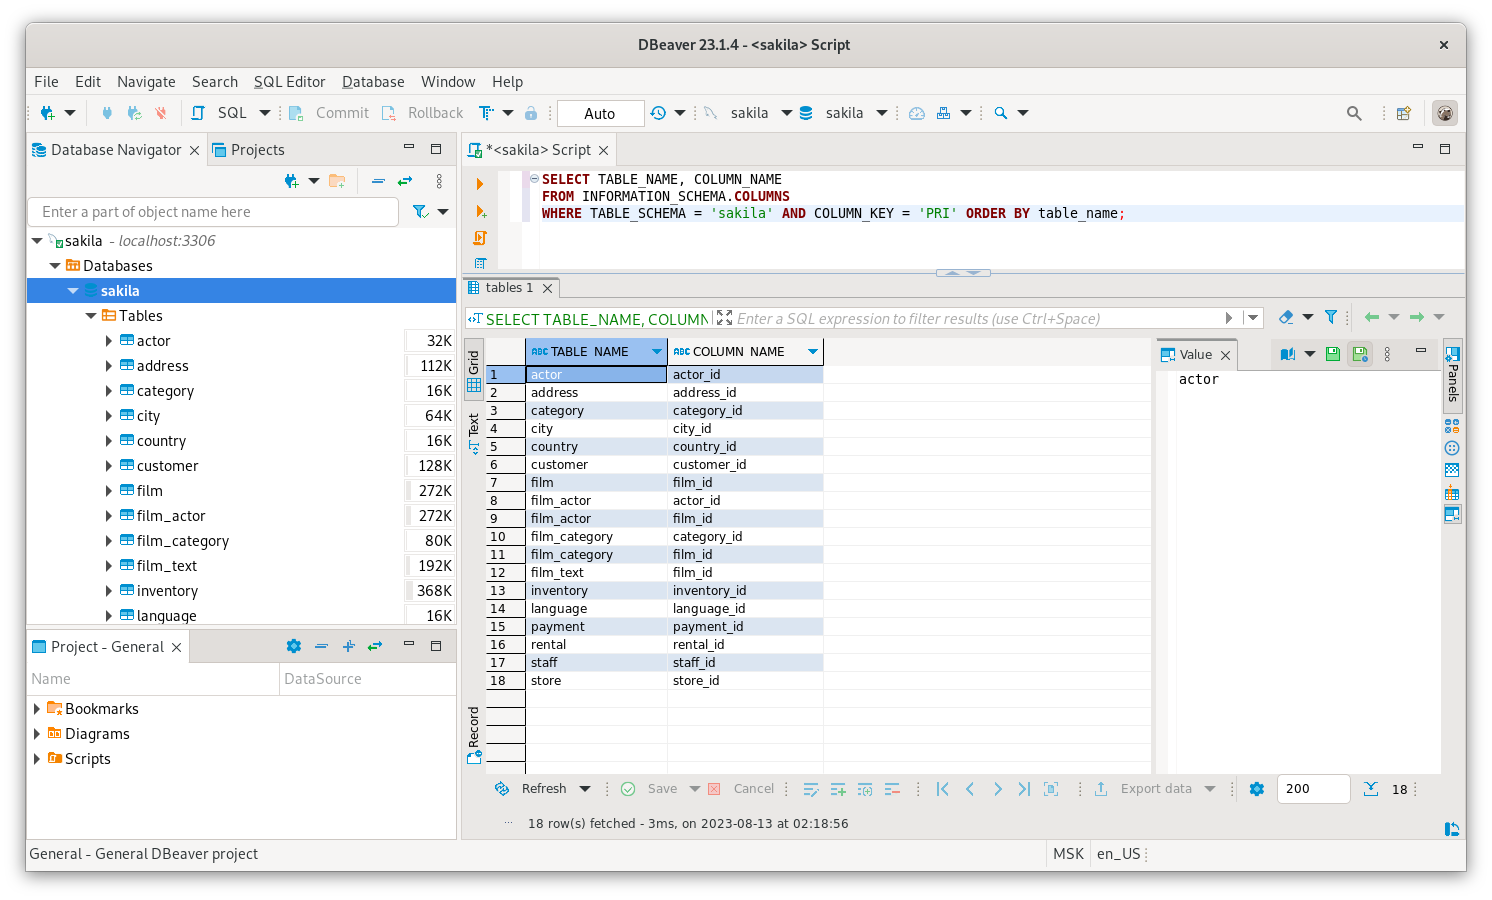 DBeaver 23.1.4 - <sakila> Script
File Edit Navigate Search SQL Editor Database Window Help
SQL Commit Rollback Auto sakila sakila
Database Navigator Projects
Enter a part of object name here
sakila - localhost:3306
Databases
sakila
Tables
actor 32K
address 112K
category 16K
city 64K
country 16K
customer 128K
film 272K
film_actor 272K
film_category 80K
film_text 192K
inventory 368K
language 16K
Project - General
Name DataSource
Bookmarks
Diagrams
Scripts
*<sakila> Script
SELECT TABLE_NAME, COLUMN_NAME
FROM INFORMATION_SCHEMA.COLUMNS
WHERE TABLE_SCHEMA = 'sakila' AND COLUMN_KEY = 'PRI' ORDER BY table_name;
tables 1
SELECT TABLE_NAME, COLUMN Enter a SQL expression to filter results (use Ctrl+Space)
Grid
Text
Record
ABC TABLE_NAME ABC COLUMN_NAME
1 actor actor_id
2 address address_id
3 category category_id
4 city city_id
5 country country_id
6 customer customer_id
7 film film_id
8 film_actor actor_id
9 film_actor film_id
10 film_category category_id
11 film_category film_id
12 film_text film_id
13 inventory inventory_id
14 language language_id
15 payment payment_id
16 rental rental_id
17 staff staff_id
18 store store_id
Value
actor
Panels
Refresh Save Cancel Export data 200 18
18 row(s) fetched - 3ms, on 2023-08-13 at 02:18:56
General - General DBeaver project MSK en_US